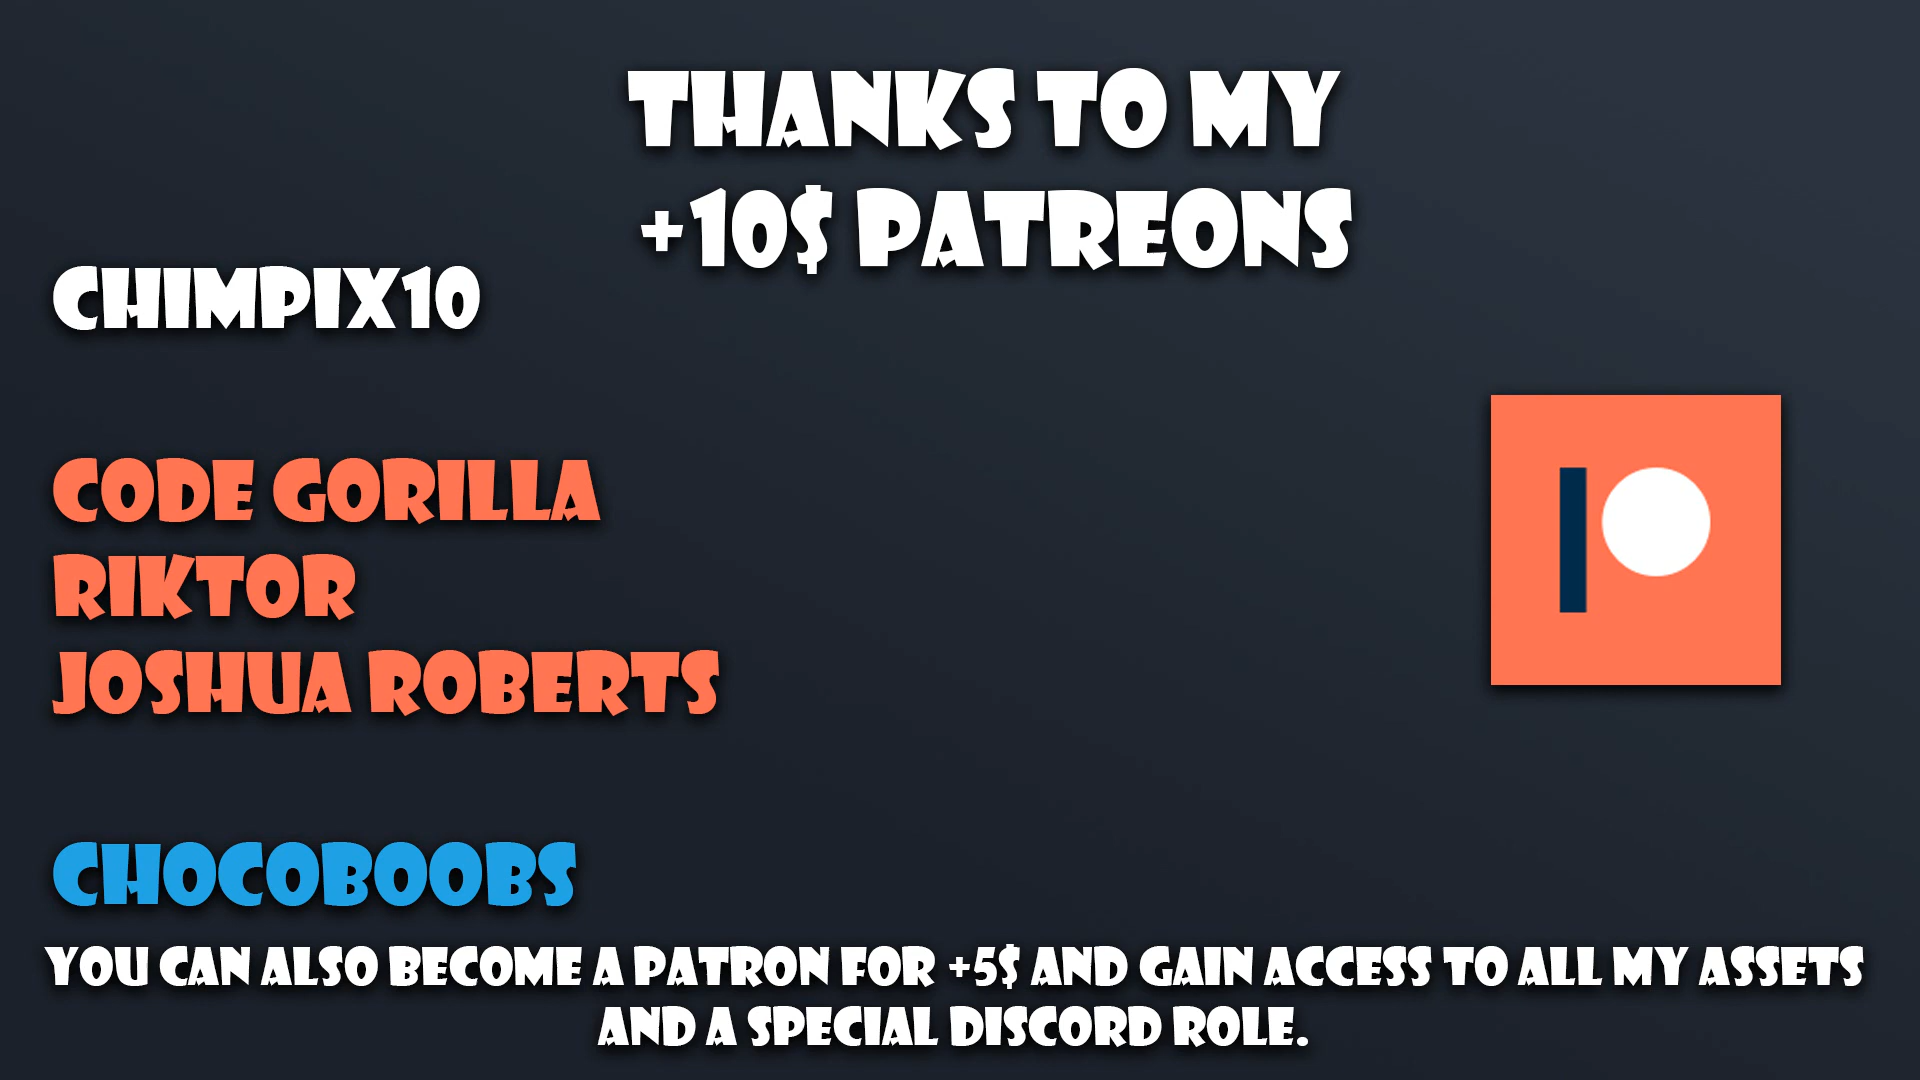 THANKS TO MY
+10$ PATREONS
CHIMPIX10
CODE GORILLA
RIKTOR
JOSHUA ROBERTS
CHOCOBOOBS
YOU CAN ALSO BECOME A PATRON FOR +5$ AND GAIN ACCESS TO ALL MY ASSETS
AND A SPECIAL DISCORD ROLE.